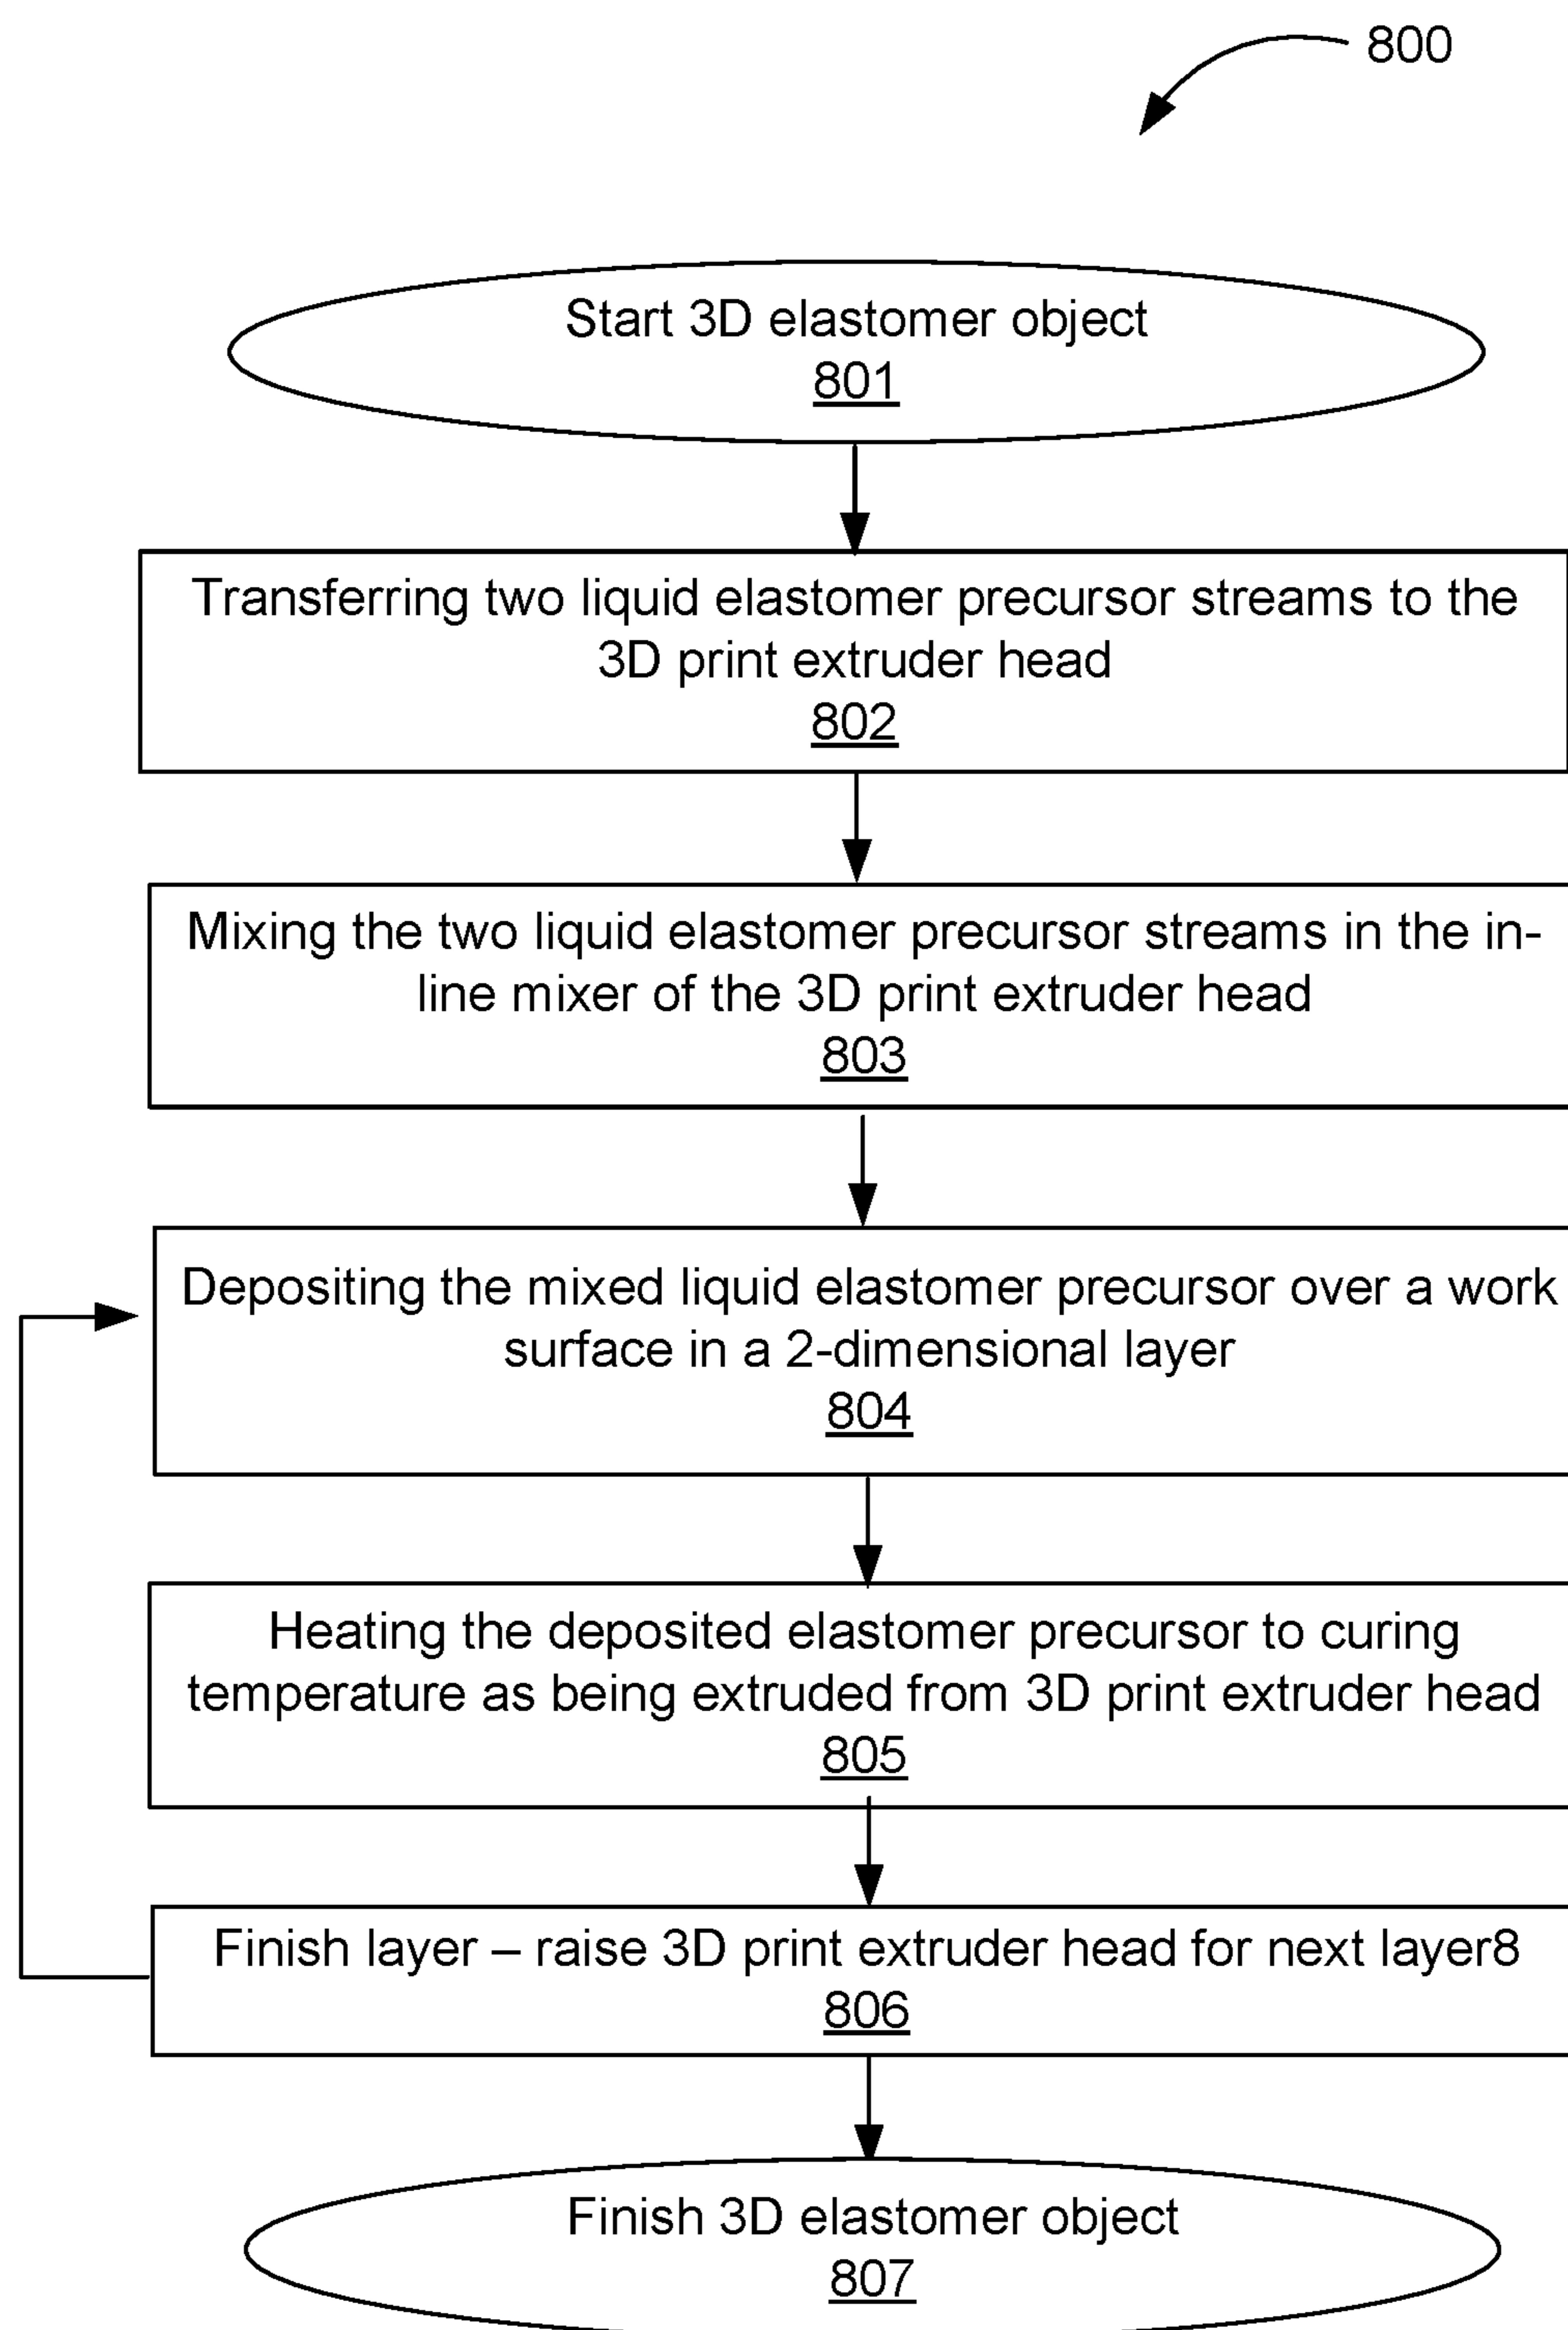 800
Start 3D elastomer object
801
Transferring two liquid elastomer precursor streams to the
3D print extruder head
802
Mixing the two liquid elastomer precursor streams in the in-
line mixer of the 3D print extruder head
803
Depositing the mixed liquid elastomer precursor over a work
surface in a 2-dimensional layer
804
Heating the deposited elastomer precursor to curing
temperature as being extruded from 3D print extruder head
805
Finish layer – raise 3D print extruder head for next layer8
806
Finish 3D elastomer object
807